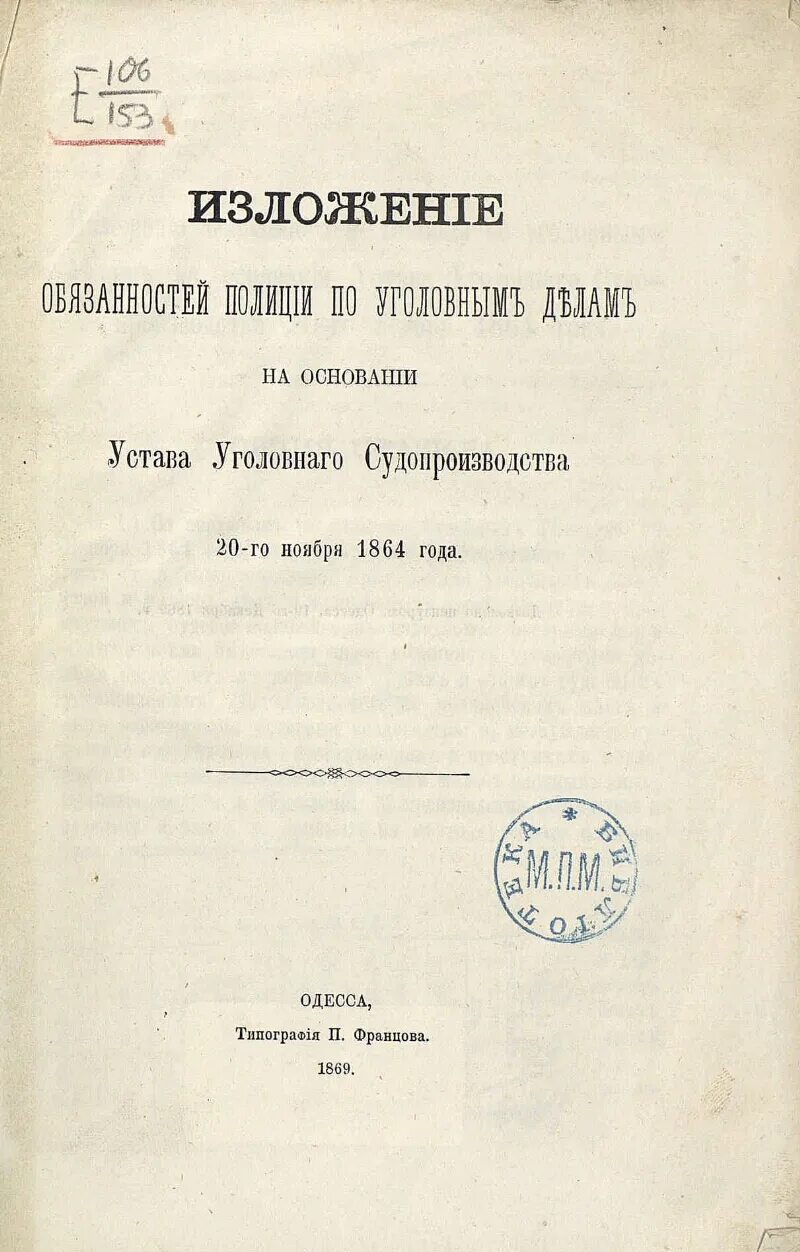 Г-106
Е 153
ИЗЛОЖЕНІЕ
ОБЯЗАННОСТЕЙ ПОЛИЦІИ ПО УГОЛОВНЫМЪ ДѢЛАМЪ
НА ОСНОВАНІИ
Устава Уголовнаго Судопроизводства
20-го ноября 1864 года.
БИБЛІОТЕКА *
М.П.М.
ОДЕССА,
Типографія П. Францова.
1869.